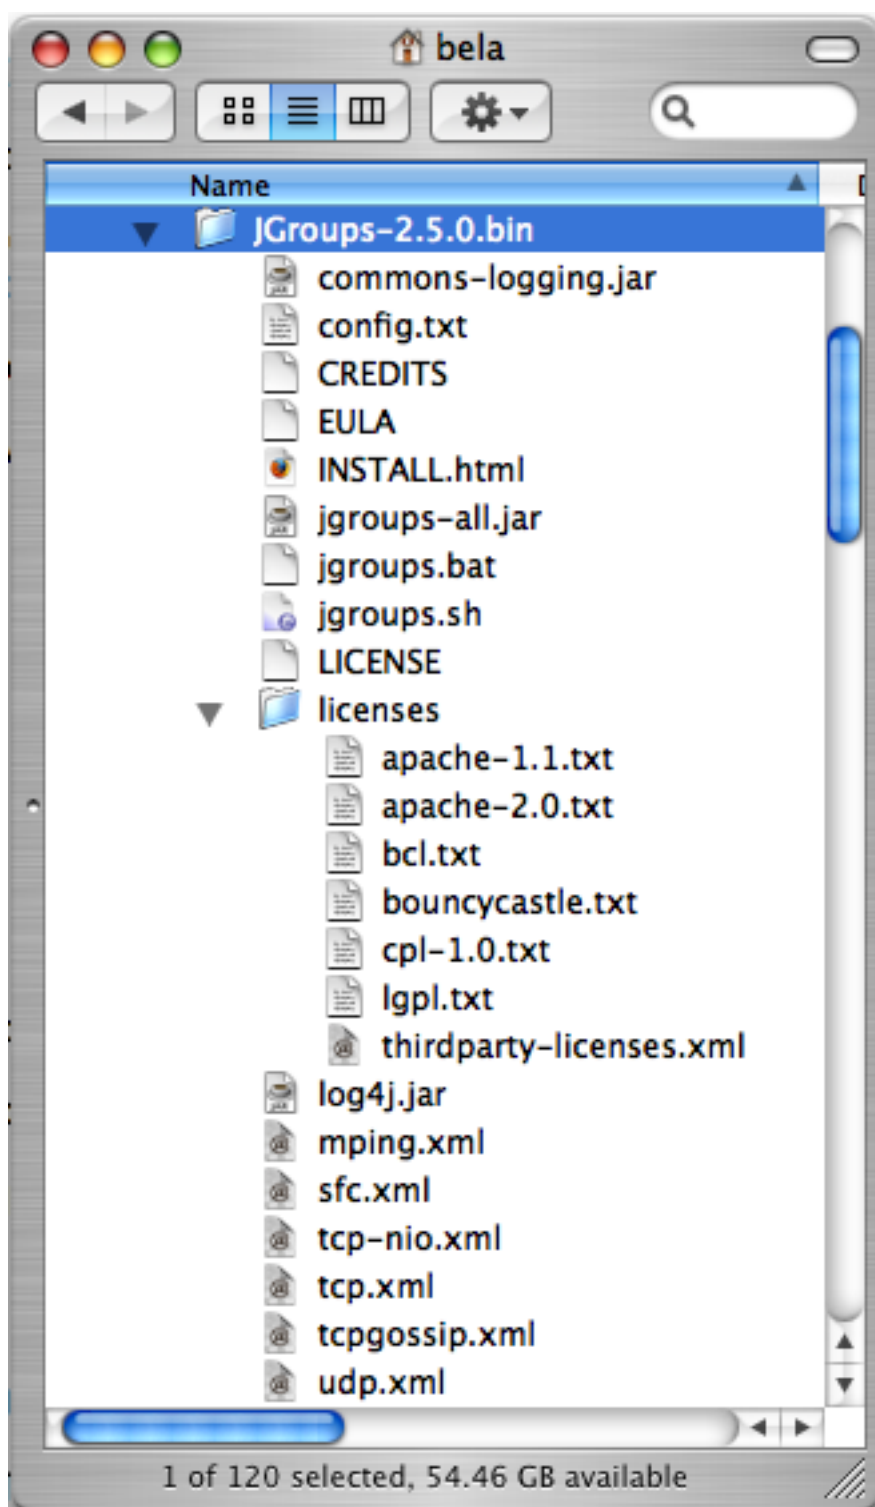 bela
Name
JGroups-2.5.0.bin
commons-logging.jar
config.txt
CREDITS
EULA
INSTALL.html
jgroups-all.jar
jgroups.bat
jgroups.sh
LICENSE
licenses
apache-1.1.txt
apache-2.0.txt
bcl.txt
bouncycastle.txt
cpl-1.0.txt
lgpl.txt
thirdparty-licenses.xml
log4j.jar
mping.xml
sfc.xml
tcp-nio.xml
tcp.xml
tcpgossip.xml
udp.xml
1 of 120 selected, 54.46 GB available